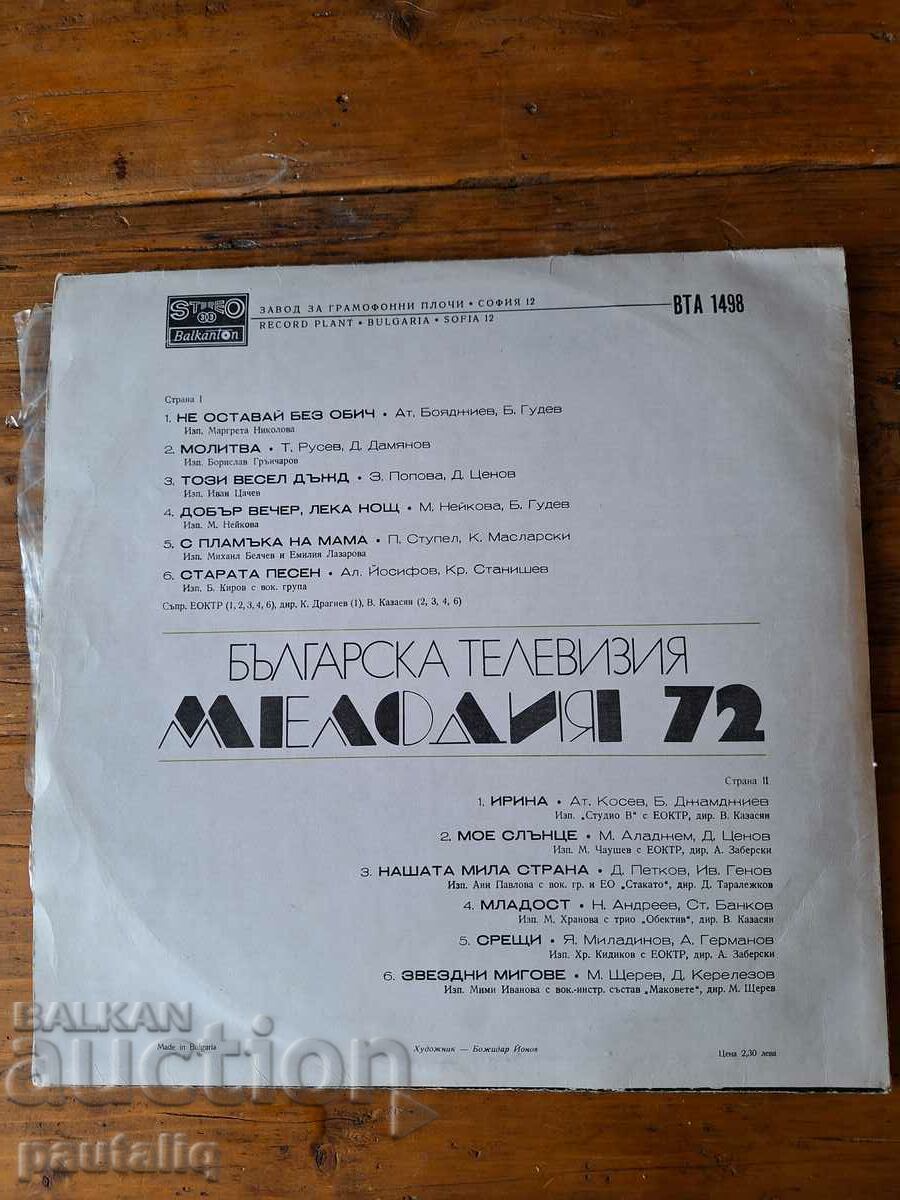 STEREO
33
Balkanton
ЗАВОД ЗА ГРАМОФОННИ ПЛОЧИ • СОФИЯ 12
RECORD PLANT • BULGARIA • SOFIA 12
ВТА 1498
Страна I
1. НЕ ОСТАВАЙ БЕЗ ОБИЧ • Ат. Бояджиев, Б. Гудев
Изп. Маргрета Николова
2. МОЛИТВА • Т. Русев, Д. Дамянов
Изп. Борислав Грънчаров
3. ТОЗИ ВЕСЕЛ ДЪЖД • З. Попова, Д. Ценов
Изп. Иван Цачев
4. ДОБЪР ВЕЧЕР, ЛЕКА НОЩ • М. Нейкова, Б. Гудев
Изп. М. Нейкова
5. С ПЛАМЪКА НА МАМА • П. Ступел, К. Масларски
Изп. Михаил Белчев и Емилия Лазарова
6. СТАРАТА ПЕСЕН • Ал. Йосифов, Кр. Станишев
Изп. Б. Киров с вок. група
Съпр. ЕОКТР (1, 2, 3, 4, 6), дир. К. Драгнев (1), В. Казасян (2, 3, 4, 6)
БЪЛГАРСКА ТЕЛЕВИЗИЯ
МЕЛОДИЯ 72
Страна II
1. ИРИНА • Ат. Косев, Б. Джамджиев
Изп. „Студио В“ с ЕОКТР, дир. В. Казасян
2. МОЕ СЛЪНЦЕ • М. Аладжем, Д. Ценов
Изп. М. Чаушев с ЕОКТР, дир. А. Заберски
3. НАШАТА МИЛА СТРАНА • Д. Петков, Ив. Генов
Изп. Ани Павлова с вок. гр. и ЕО „Стакато“, дир. Д. Таралежков
4. МЛАДОСТ • Н. Андреев, Ст. Банков
Изп. М. Хранова с трио „Обектив“, дир. В. Казасян
5. СРЕЩИ • Я. Миладинов, А. Германов
Изп. Хр. Кидиков с ЕОКТР, дир. А. Заберски
6. ЗВЕЗДНИ МИГОВЕ • М. Щерев, Д. Керелезов
Изп. Мими Иванова с вок.-инстр. състав „Маковете“, дир. М. Щерев
Made in Bulgaria
Художник — Божидар Йонов
Цена 2,30 лева
BALKAN
auction
pautaliq